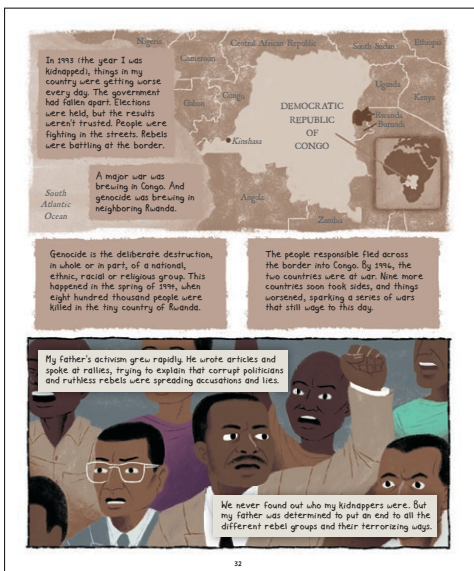 Nigeria
Central African Republic
South Sudan
Ethiopia
Cameroon
In 1993 (the year I was
kidnapped), things in my
country were getting worse
every day. The government
had fallen apart. Elections
were held, but the results
weren't trusted. People were
fighting in the streets. Rebels
were battling at the border.
Gabon
Congo
Uganda
Kenya
DEMOCRATIC
REPUBLIC
OF
CONGO
Rwanda
Burundi
Kinshasa
A major war was
brewing in Congo. And
genocide was brewing in
neighboring Rwanda.
South
Atlantic
Ocean
Angola
Zambia
Genocide is the deliberate destruction,
in whole or in part, of a national,
ethnic, racial or religious group. This
happened in the spring of 1994, when
eight hundred thousand people were
killed in the tiny country of Rwanda.
The people responsible fled across
the border into Congo. By 1996, the
two countries were at war. Nine more
countries soon took sides, and things
worsened, sparking a series of wars
that still wage to this day.
My father's activism grew rapidly. He wrote articles and
spoke at rallies, trying to explain that corrupt politicians
and ruthless rebels were spreading accusations and lies.
We never found out who my kidnappers were. But
my father was determined to put an end to all the
different rebel groups and their terrorizing ways.
32